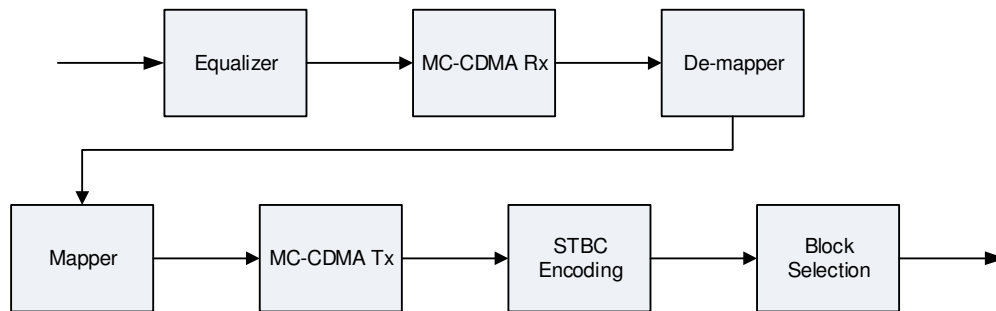 Equalizer
MC-CDMA Rx
De-mapper
Mapper
MC-CDMA Tx
STBC
Encoding
Block
Selection